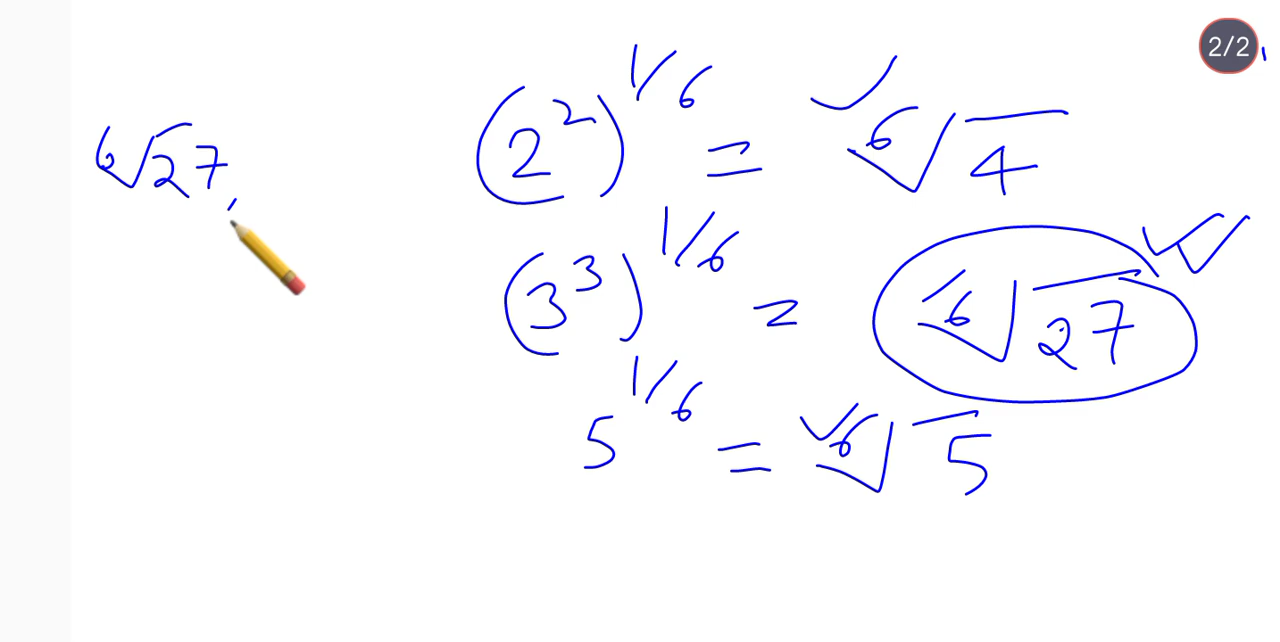 2/2
(2²)^1/6 = ⁶√4
⁶√27,
(3³)^1/6 = ⁶√27
5^1/6 = ⁶√5